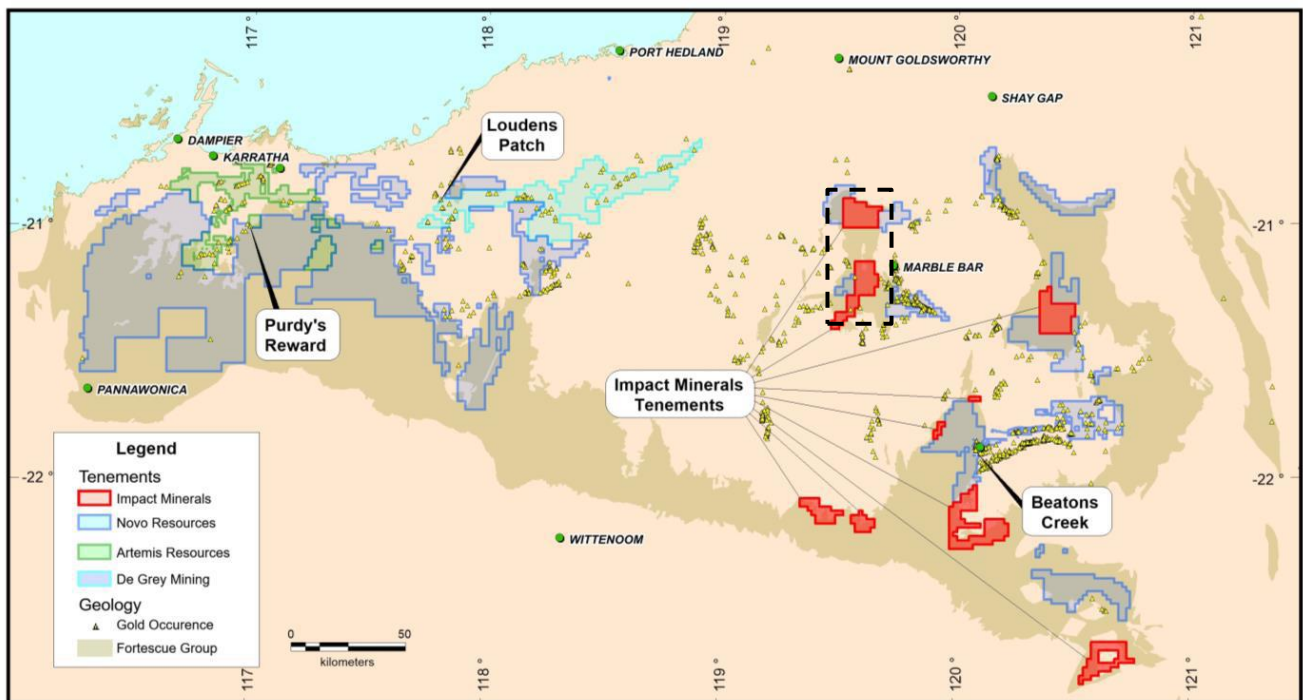 117°
118°
119°
120°
121°
PORT HEDLAND
MOUNT GOLDSWORTHY
SHAY GAP
DAMPIER
KARRATHA
Loudens
Patch
-21°
-21°
MARBLE BAR
Purdy's
Reward
PANNAWONICA
Impact Minerals
Tenements
-22°
-22°
Beatons
Creek
WITTENOOM
Legend
Tenements
Impact Minerals
Novo Resources
Artemis Resources
De Grey Mining
Geology
Gold Occurence
Fortescue Group
0 50
kilometers
117°
118°
119°
120°
121°